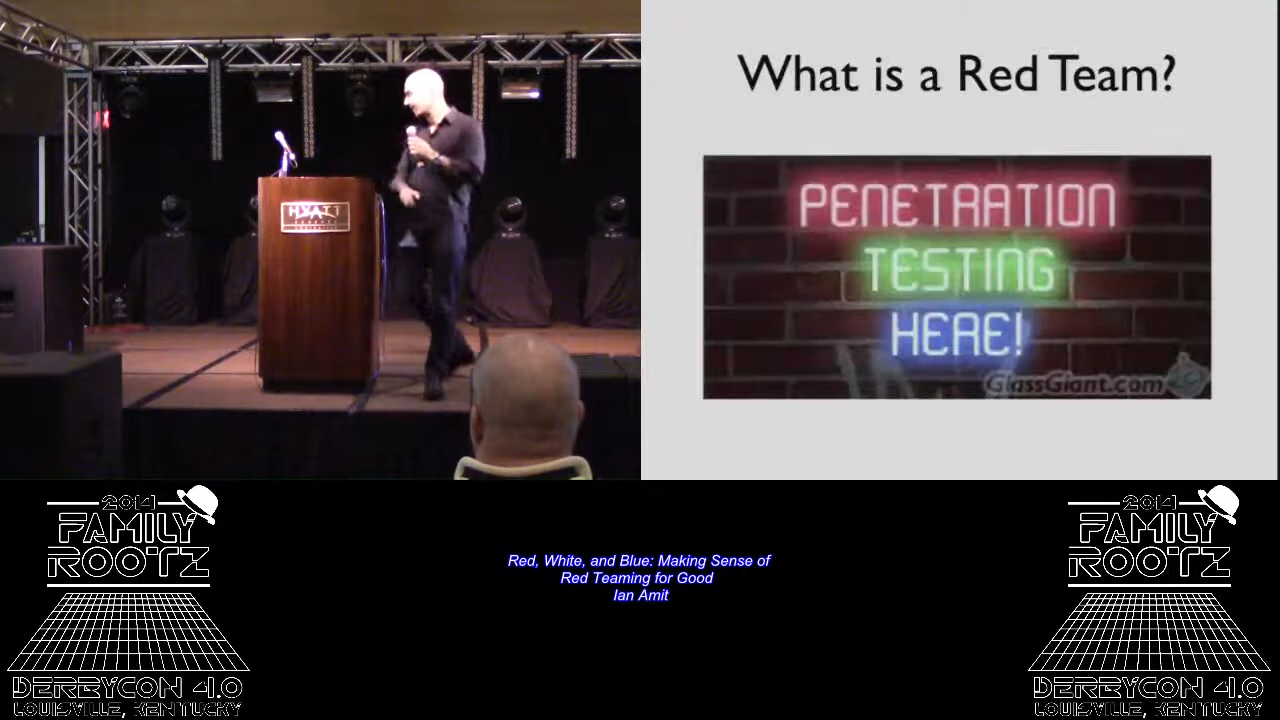 What is a Red Team?
PENETRATION
TESTING
HERE!
GlassGiant.com
HYATT
2014
FAMILY
ROOTZ
DERBYCON 4.0
LOUISVILLE, KENTUCKY
Red, White, and Blue: Making Sense of
Red Teaming for Good
Ian Amit
2014
FAMILY
ROOTZ
DERBYCON 4.0
LOUISVILLE, KENTUCKY